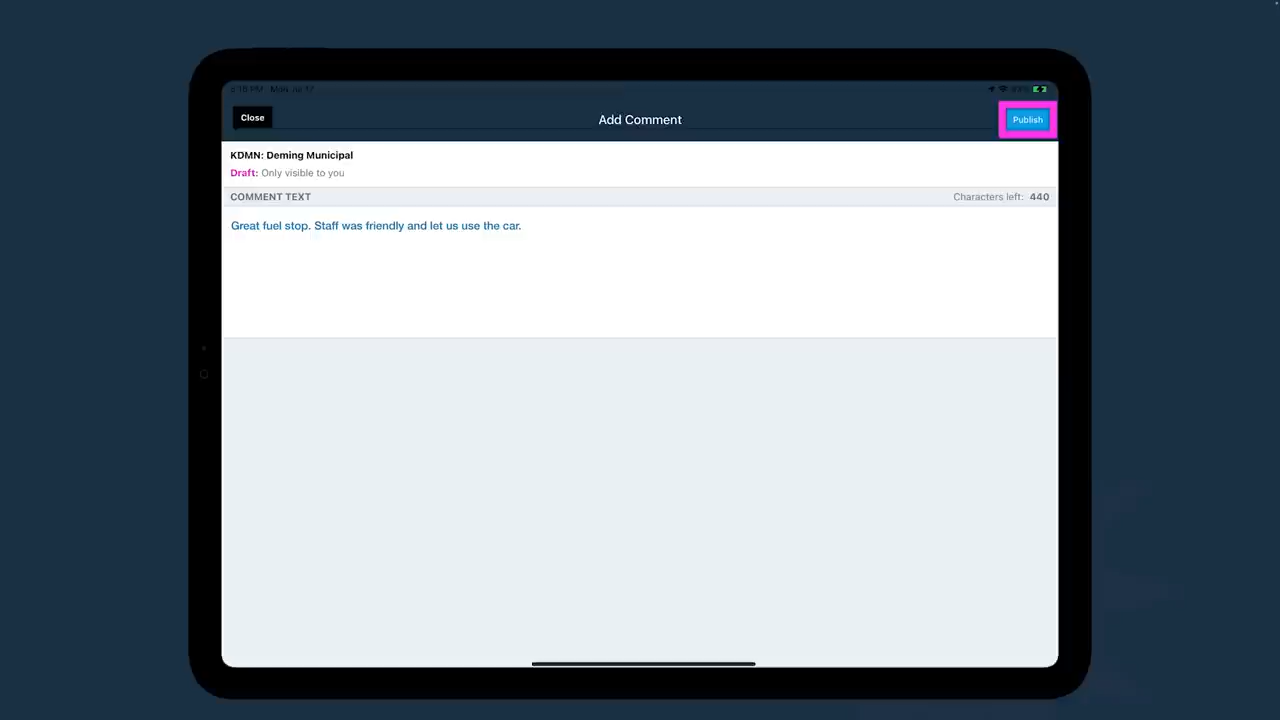 Close
Add Comment
Publish
KDMN: Deming Municipal
Draft: Only visible to you
COMMENT TEXT
Characters left: 440
Great fuel stop. Staff was friendly and let us use the car.